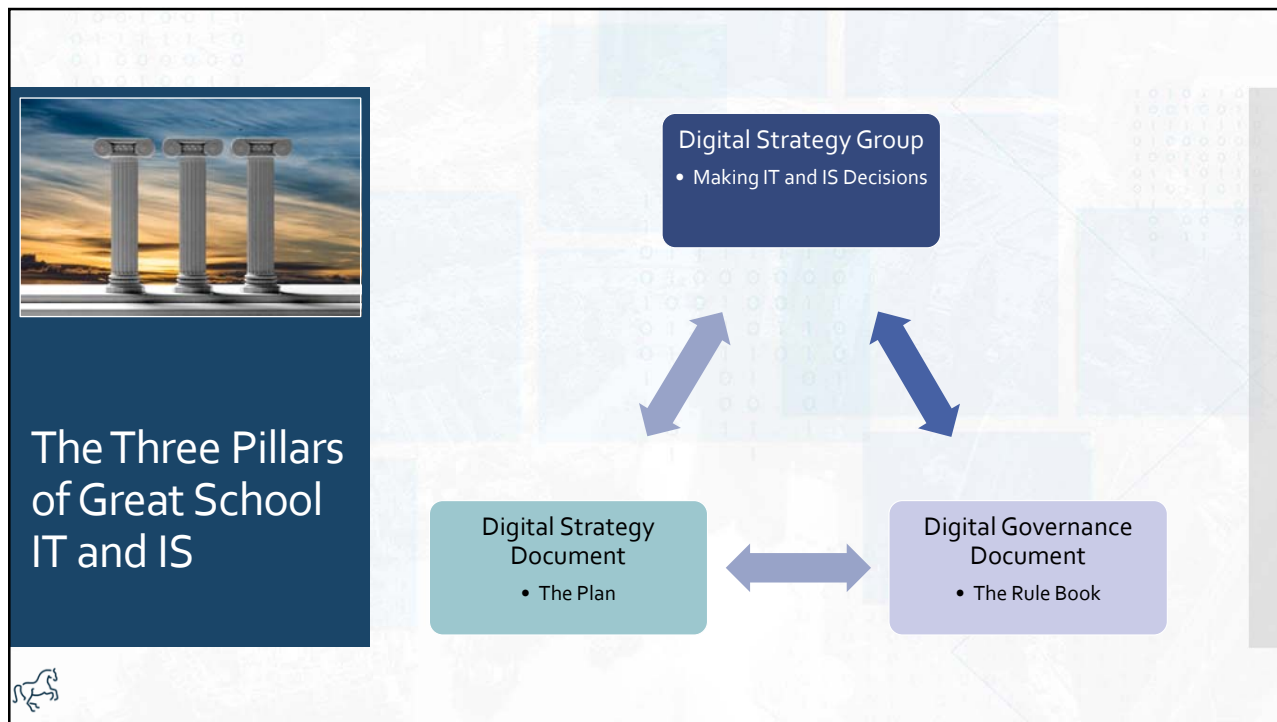 The Three Pillars
of Great School
IT and IS
Digital Strategy Group
• Making IT and IS Decisions
Digital Strategy
Document
• The Plan
Digital Governance
Document
• The Rule Book